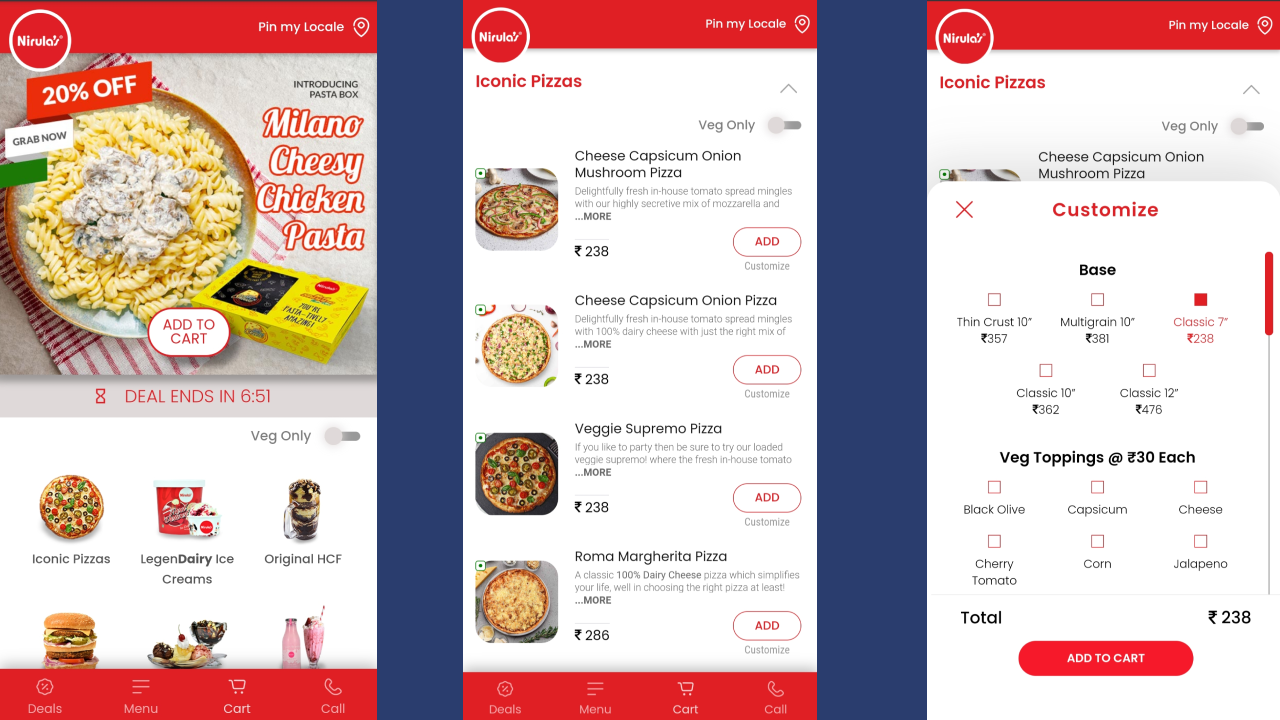 Nirula's®
Pin my Locale
20% OFF
GRAB NOW
INTRODUCING
PASTA BOX
Milano
Cheesy
Chicken
Pasta
YOU'RE
PASTA-TIVELY
AMAZING!
ADD TO
CART
DEAL ENDS IN 6:51
Veg Only
Nirula's
Iconic Pizzas
LegenDairy Ice
Creams
Original HCF
Deals
Menu
Cart
Call
Nirula's®
Pin my Locale
Iconic Pizzas
Veg Only
Cheese Capsicum Onion
Mushroom Pizza
Delightfully fresh in-house tomato spread mingles
with our highly secretive mix of mozzarella and
...MORE
₹ 238
ADD
Customize
Cheese Capsicum Onion Pizza
Delightfully fresh in-house tomato spread mingles
with 100% dairy cheese with just the right mix of
...MORE
₹ 238
ADD
Customize
Veggie Supremo Pizza
If you like to party then be sure to try our loaded
veggie supremo! where the fresh in-house tomato
...MORE
₹ 238
ADD
Customize
Roma Margherita Pizza
A classic 100% Dairy Cheese pizza which simplifies
your life, well in choosing the right pizza at least!
...MORE
₹ 286
ADD
Customize
Deals
Menu
Cart
Call
Nirula's®
Pin my Locale
Iconic Pizzas
Veg Only
Cheese Capsicum Onion
Mushroom Pizza
Customize
Base
Thin Crust 10"
₹357
Multigrain 10"
₹381
Classic 7"
₹238
Classic 10"
₹362
Classic 12"
₹476
Veg Toppings @ ₹30 Each
Black Olive
Capsicum
Cheese
Cherry
Tomato
Corn
Jalapeno
Total
₹ 238
ADD TO CART